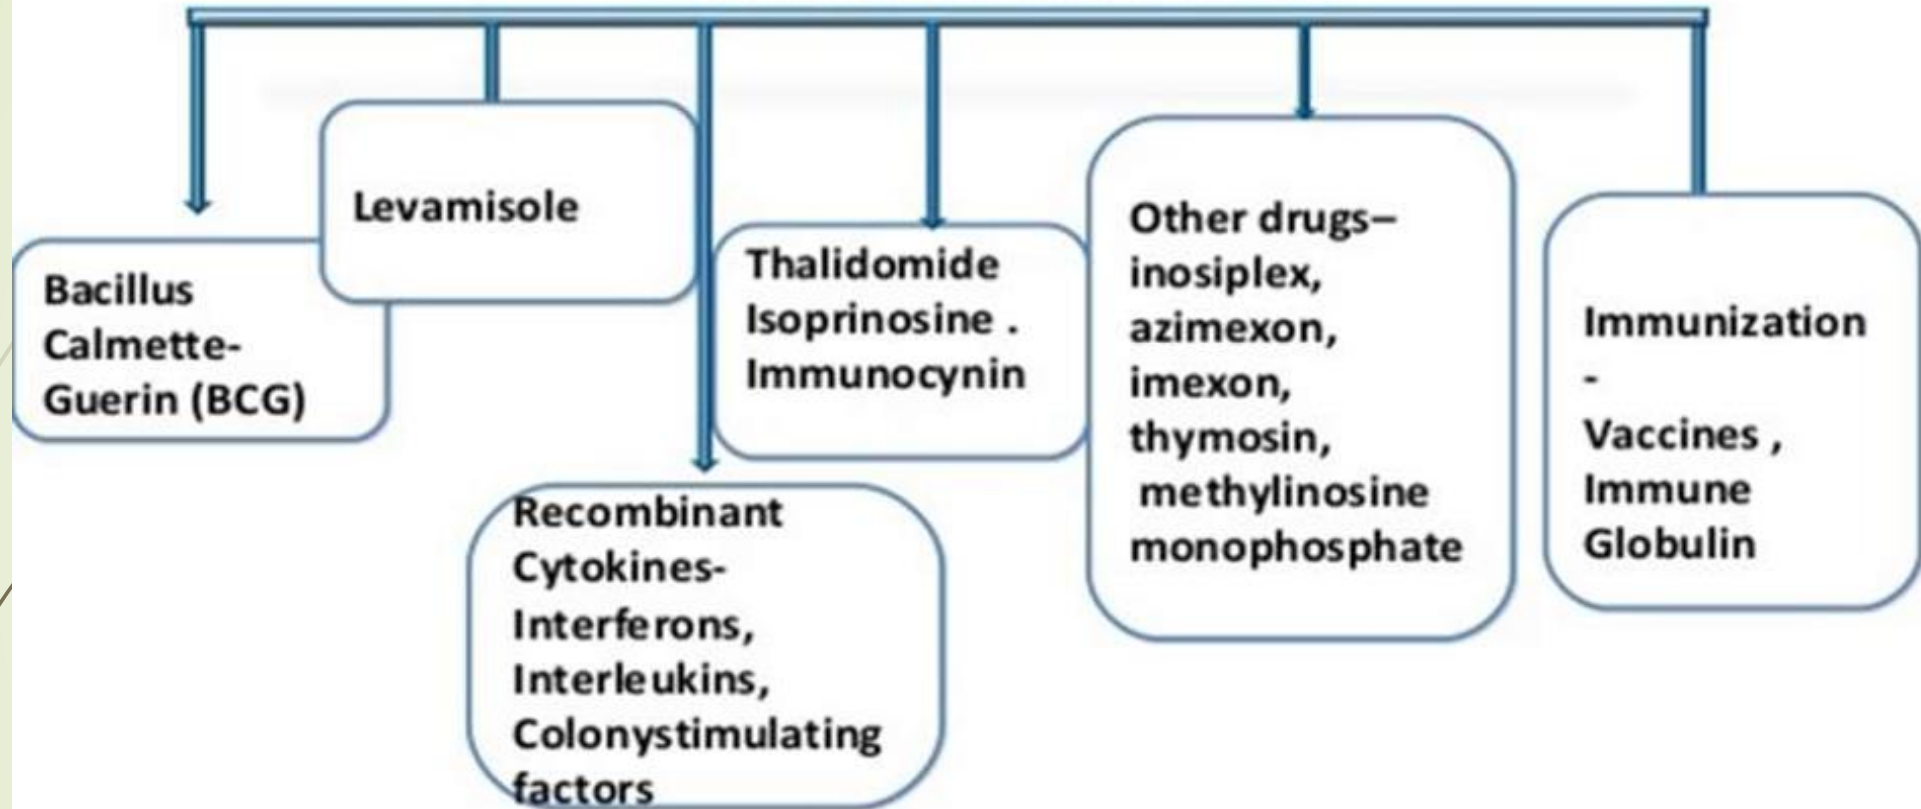 Bacillus
Calmette-
Guerin (BCG)
Levamisole
Recombinant
Cytokines-
Interferons,
Interleukins,
Colonystimulating
factors
Thalidomide
Isoprinosine .
Immunocynin
Other drugs–
inosiplex,
azimexon,
imexon,
thymosin,
methylinosine
monophosphate
Immunization
-
Vaccines ,
Immune
Globulin